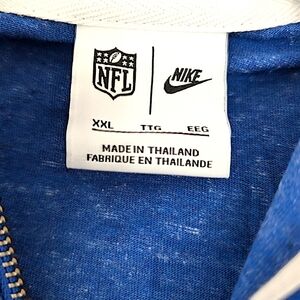 NFL NIKE
XXL TTG EEG
MADE IN THAILAND
FABRIQUE EN THAILANDE